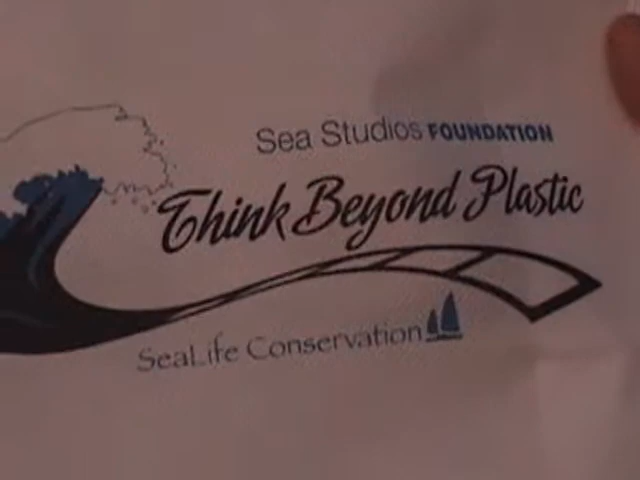 Sea Studios FOUNDATION
Think Beyond Plastic
SeaLife Conservation